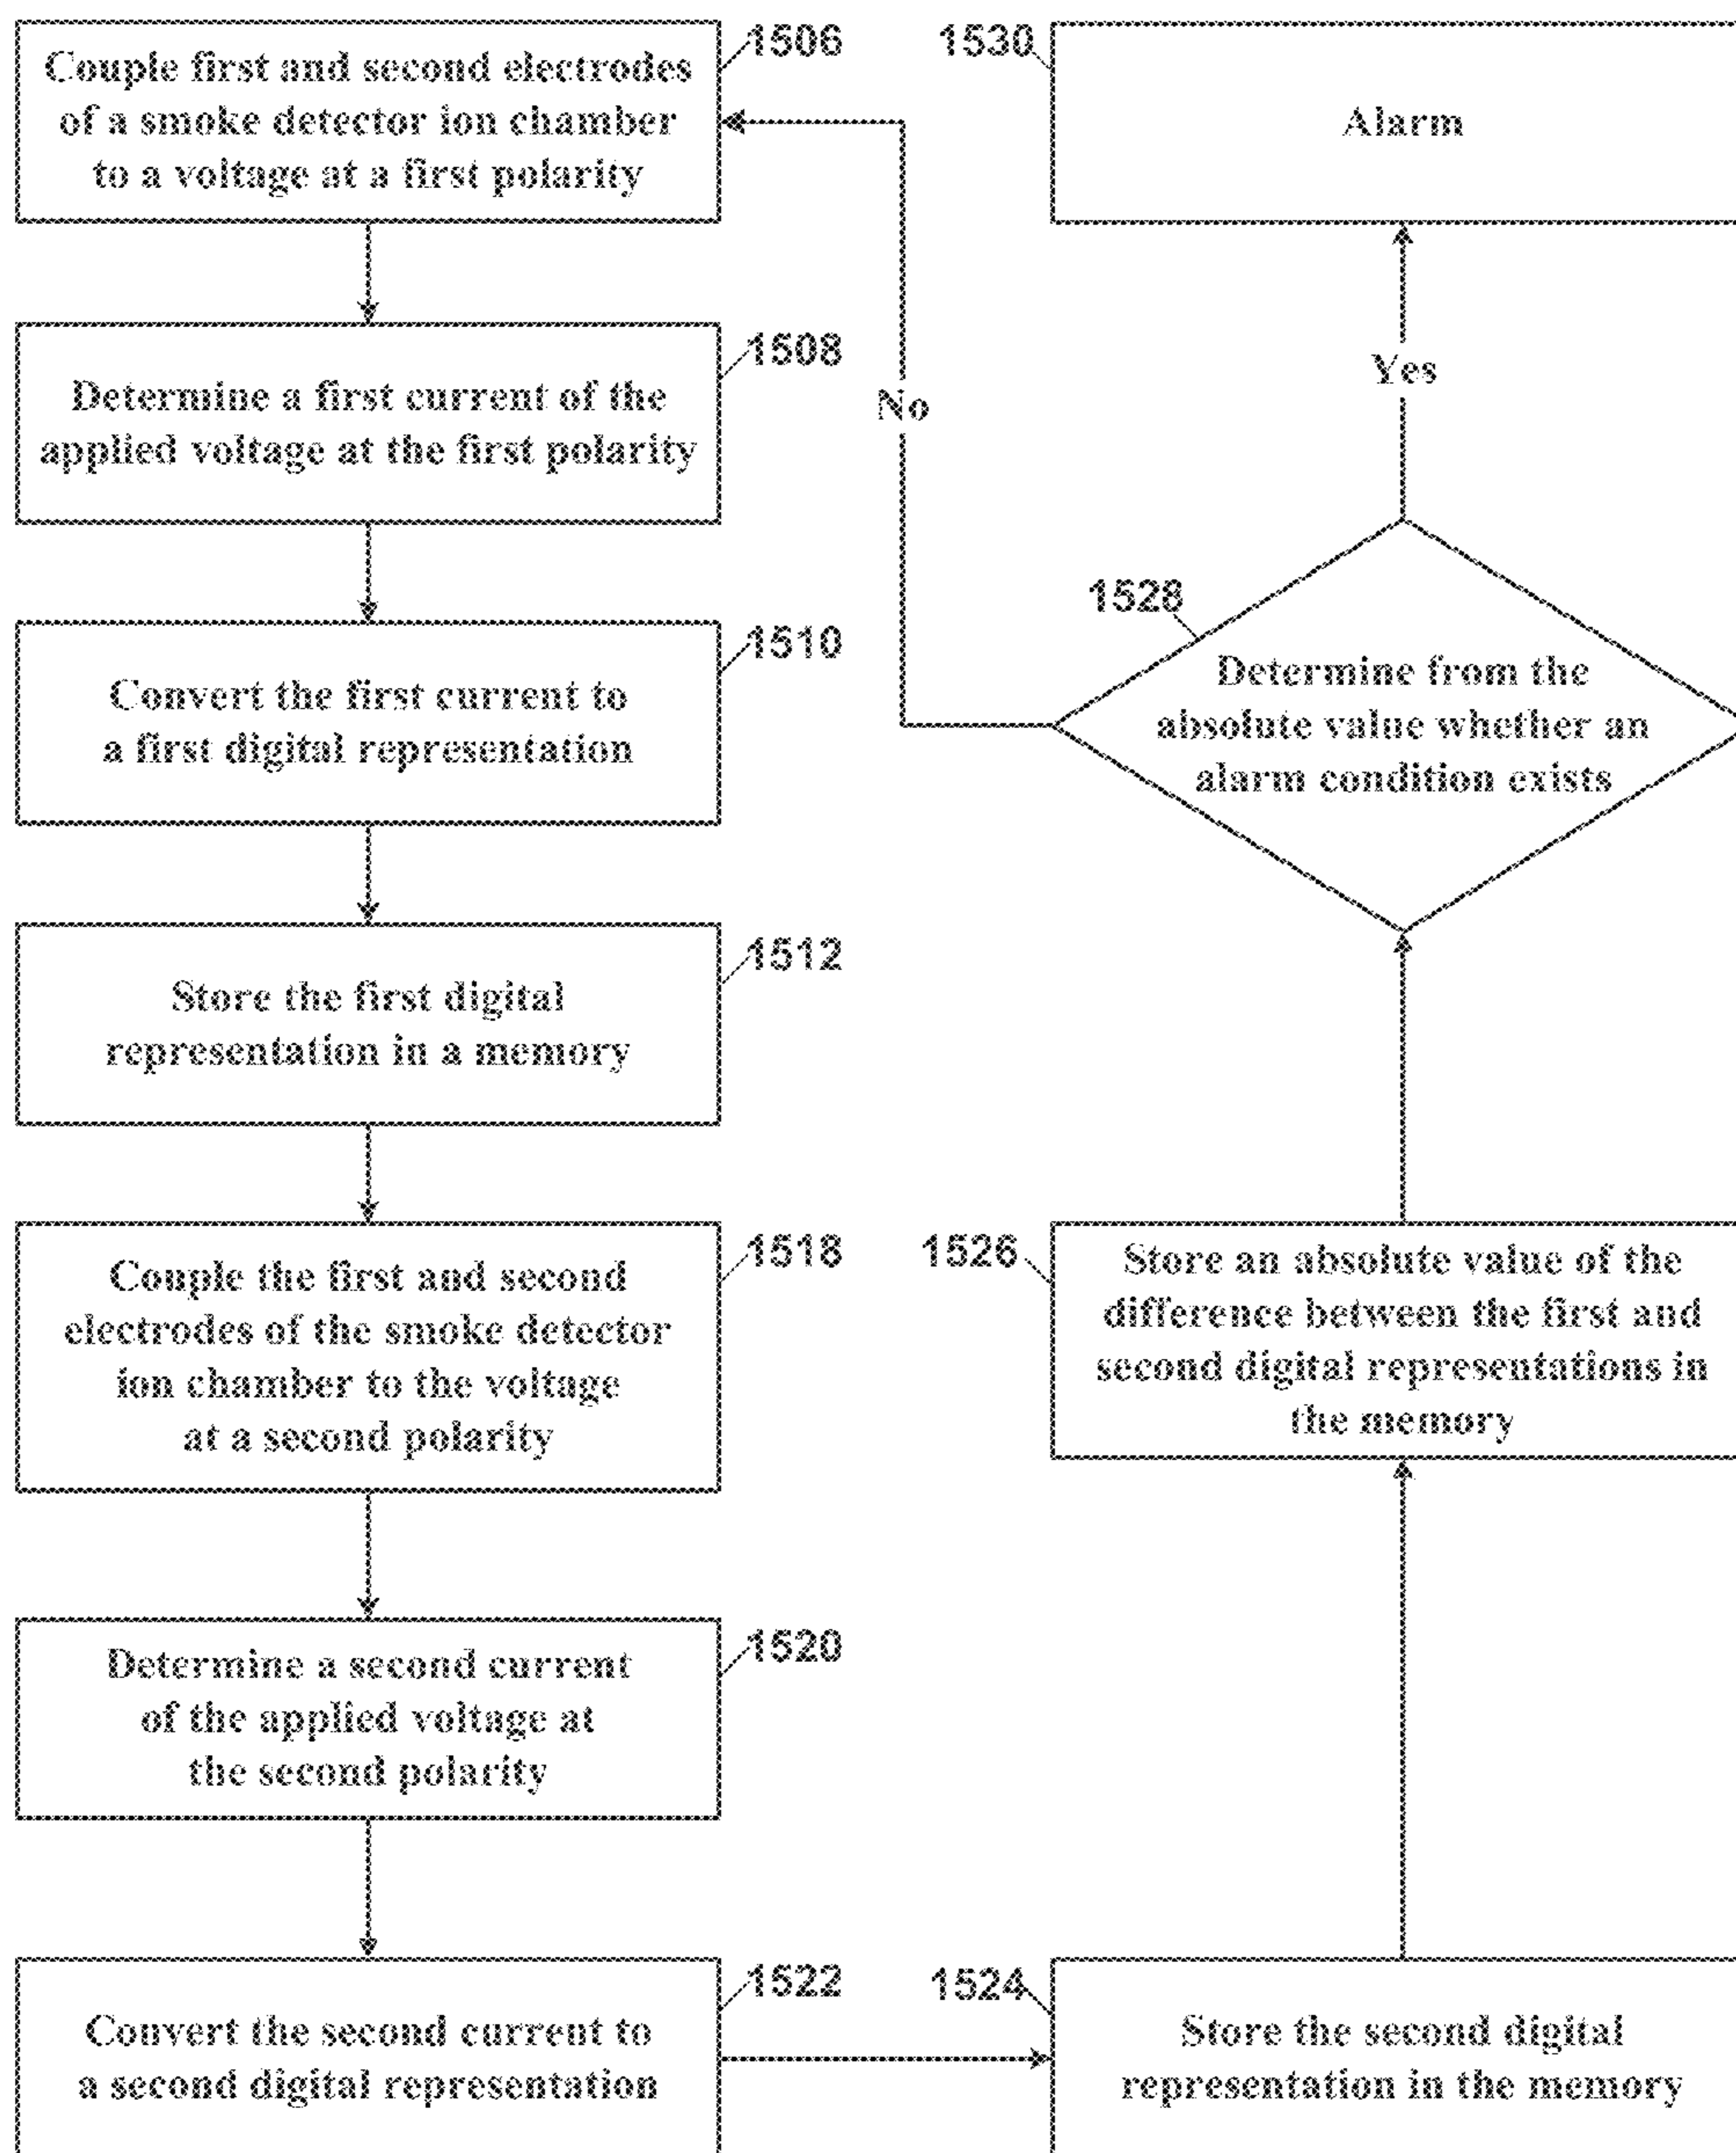 1506
Couple first and second electrodes
of a smoke detector ion chamber
to a voltage at a first polarity
1508
Determine a first current of the
applied voltage at the first polarity
1510
Convert the first current to
a first digital representation
1512
Store the first digital
representation in a memory
1518
Couple the first and second
electrodes of the smoke detector
ion chamber to the voltage
at a second polarity
1520
Determine a second current
of the applied voltage at
the second polarity
1522
Convert the second current to
a second digital representation
1524
Store the second digital
representation in the memory
1526
Store an absolute value of the
difference between the first and
second digital representations in
the memory
1528
Determine from the
absolute value whether an
alarm condition exists
No
Yes
1530
Alarm